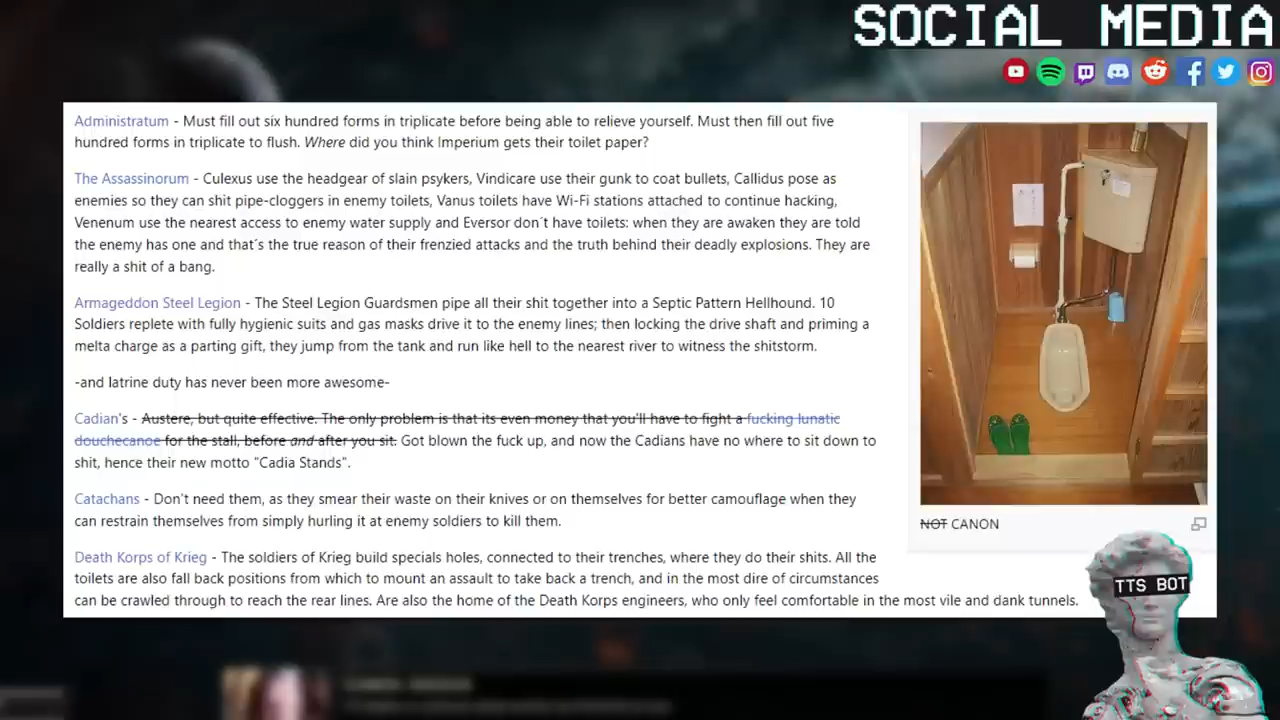 SOCIAL MEDIA
Administratum - Must fill out six hundred forms in triplicate before being able to relieve yourself. Must then fill out five
hundred forms in triplicate to flush. Where did you think Imperium gets their toilet paper?
The Assassinorum - Culexus use the headgear of slain psykers, Vindicare use their gunk to coat bullets, Callidus pose as
enemies so they can shit pipe-cloggers in enemy toilets, Vanus toilets have Wi-Fi stations attached to continue hacking,
Venenum use the nearest access to enemy water supply and Eversor don´t have toilets: when they are awaken they are told
the enemy has one and that´s the true reason of their frenzied attacks and the truth behind their deadly explosions. They are
really a shit of a bang.
Armageddon Steel Legion - The Steel Legion Guardsmen pipe all their shit together into a Septic Pattern Hellhound. 10
Soldiers replete with fully hygienic suits and gas masks drive it to the enemy lines; then locking the drive shaft and priming a
melta charge as a parting gift, they jump from the tank and run like hell to the nearest river to witness the shitstorm.
-and latrine duty has never been more awesome-
Cadian's - Austere, but quite effective. The only problem is that its even money that you'll have to fight a fucking lunatic
douchecanoe for the stall, before and after you sit. Got blown the fuck up, and now the Cadians have no where to sit down to
shit, hence their new motto "Cadia Stands".
Catachans - Don't need them, as they smear their waste on their knives or on themselves for better camouflage when they
can restrain themselves from simply hurling it at enemy soldiers to kill them.
Death Korps of Krieg - The soldiers of Krieg build specials holes, connected to their trenches, where they do their shits. All the
toilets are also fall back positions from which to mount an assault to take back a trench, and in the most dire of circumstances
can be crawled through to reach the rear lines. Are also the home of the Death Korps engineers, who only feel comfortable in the most vile and dank tunnels.
NOT CANON
TTS BOT